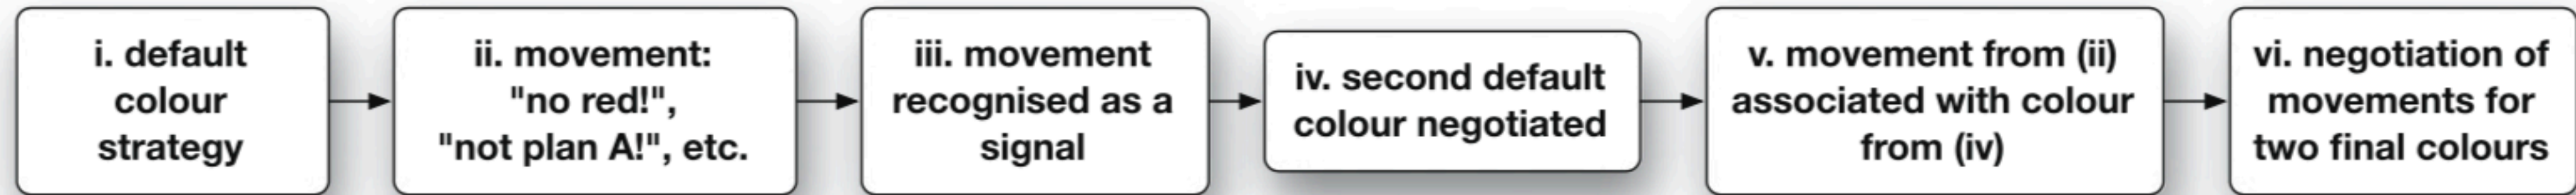 i. default
colour
strategy
ii. movement:
"no red!",
"not plan A!", etc.
iii. movement
recognised as a
signal
iv. second default
colour negotiated
v. movement from (ii)
associated with colour
from (iv)
vi. negotiation of
movements for
two final colours